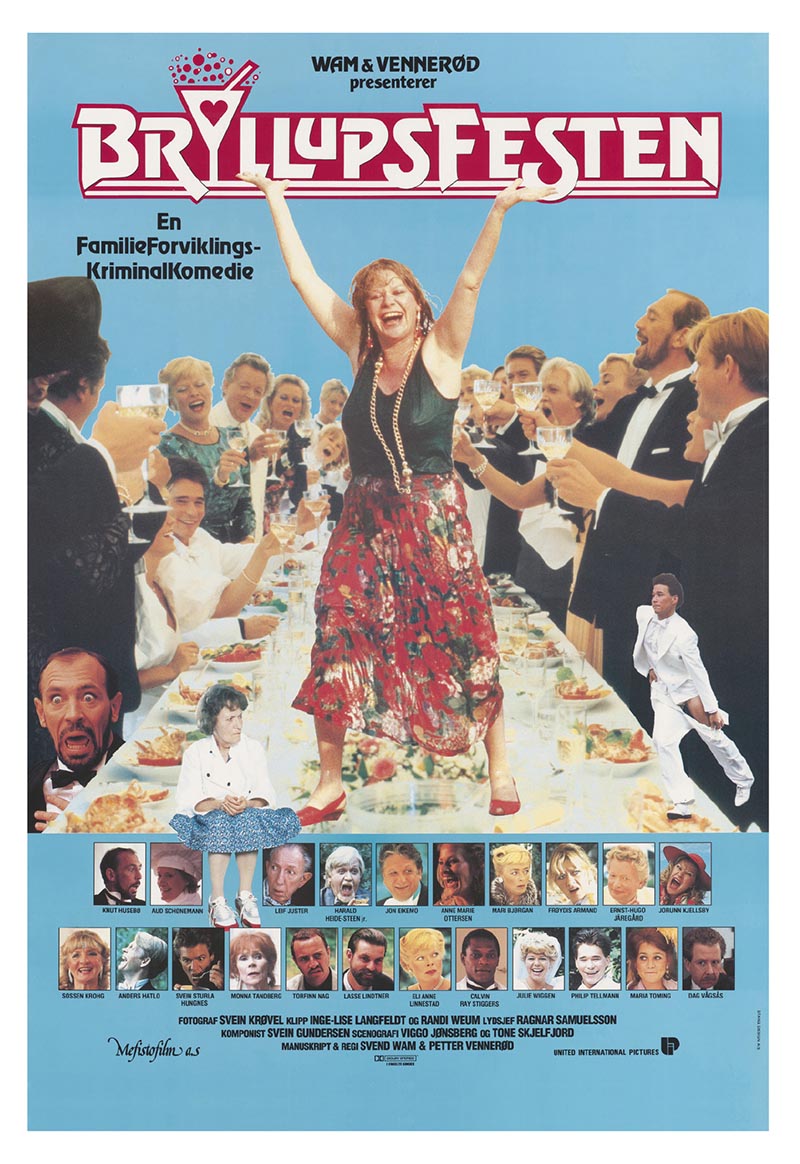 WAM & VENNERØD
presenterer
BRYLLUPSFESTEN
En
FamilieForviklings-
KriminalKomedie
KNUT HUSEBØ
AUD SCHØNEMANN
LEIF JUSTER
HARALD
HEIDE-STEEN jr.
JON EIKEMO
ANNE MARIE
OTTERSEN
MARI BJØRGAN
FRØYDIS ARMAND
ERNST-HUGO
JÄREGÅRD
JORUNN KJELLSBY
SØSSEN KROHG
ANDERS HATLO
SVEIN STURLA
HUNGNES
MONNA TANDBERG
TORFINN NAG
LASSE LINDTNER
ELI ANNE
LINNESTAD
CALVIN
RAY STIGGERS
JULIE WIGGEN
PHILIP TELLMANN
MARIA TOMING
DAG VÅGSÅS
FOTOGRAF SVEIN KRØVEL KLIPP INGE-LISE LANGFELDT OG RANDI WEUM LYDSJEF RAGNAR SAMUELSSON
KOMPONIST SVEIN GUNDERSEN SCENOGRAFI VIGGO JØNSBERG OG TONE SKJELFJORD
MANUSKRIPT & REGI SVEND WAM & PETTER VENNERØD
Mefistofilm a.s
DOLBY STEREO
UNITED INTERNATIONAL PICTURES